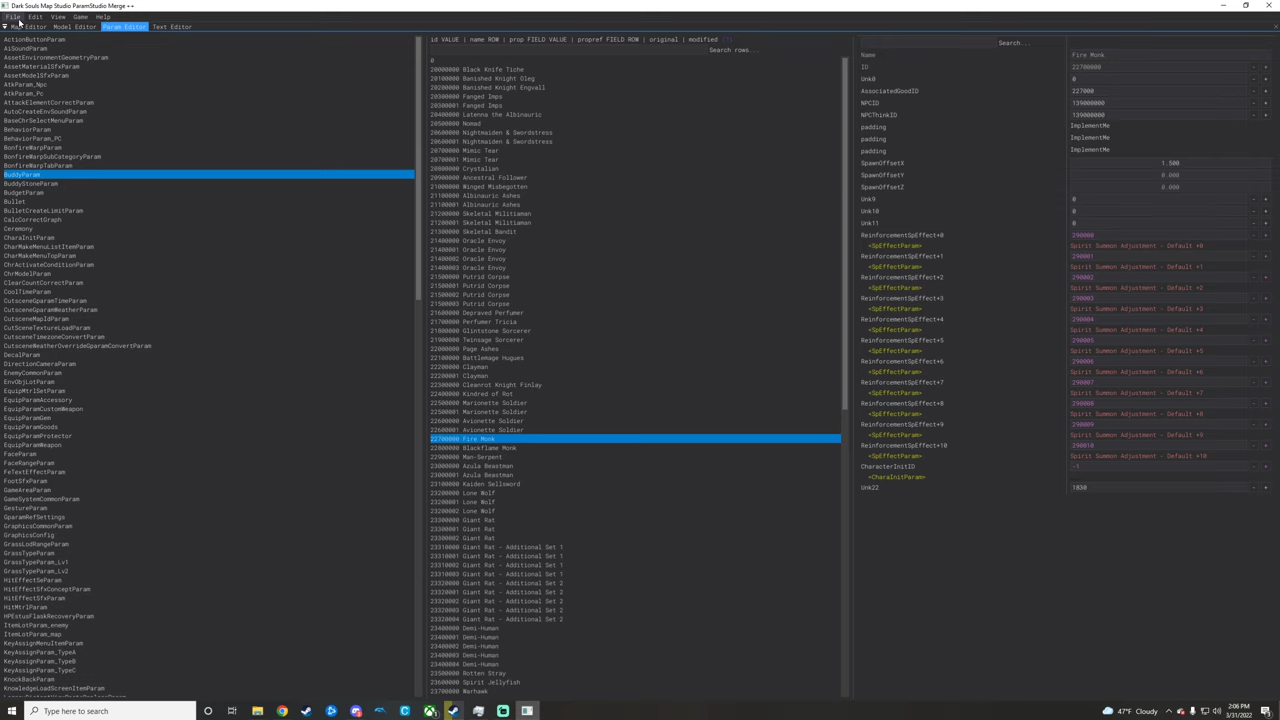 Dark Souls Map Studio ParamStudio Merge ++
File Edit View Game Help
Map Editor Model Editor Param Editor Text Editor
ActionButtonParam
AiSoundParam
AssetEnvironmentGeometryParam
AssetMaterialSfxParam
AssetModelSfxParam
AtkParam_Npc
AtkParam_Pc
AttackElementCorrectParam
AutoCreateEnvSoundParam
BaseChrSelectMenuParam
BehaviorParam
BehaviorParam_PC
BonfireWarpParam
BonfireWarpSubCategoryParam
BonfireWarpTabParam
BuddyParam
BuddyStoneParam
BudgetParam
Bullet
BulletCreateLimitParam
CalcCorrectGraph
Ceremony
CharaInitParam
CharMakeMenuListItemParam
CharMakeMenuTopParam
ChrActivateConditionParam
ChrModelParam
ClearCountCorrectParam
CoolTimeParam
CutsceneGparamTimeParam
CutsceneGparamWeatherParam
CutsceneMapIdParam
CutSceneTextureLoadParam
CutsceneTimezoneConvertParam
CutsceneWeatherOverrideGparamConvertParam
DecalParam
DirectionCameraParam
EnemyCommonParam
EnvObjLotParam
EquipMtrlSetParam
EquipParamAccessory
EquipParamCustomWeapon
EquipParamGem
EquipParamGoods
EquipParamProtector
EquipParamWeapon
FaceParam
FaceRangeParam
FeTextEffectParam
FootSfxParam
GameAreaParam
GameSystemCommonParam
GestureParam
GparamRefSettings
GraphicsCommonParam
GraphicsConfig
GrassLodRangeParam
GrassTypeParam
GrassTypeParam_Lv1
GrassTypeParam_Lv2
HitEffectSeParam
HitEffectSfxConceptParam
HitEffectSfxParam
HitMtrlParam
HPEstusFlaskRecoveryParam
ItemLotParam_enemy
ItemLotParam_map
KeyAssignMenuItemParam
KeyAssignParam_TypeA
KeyAssignParam_TypeB
KeyAssignParam_TypeC
KnockBackParam
KnowledgeLoadScreenItemParam
id VALUE | name ROW | prop FIELD VALUE | propref FIELD ROW | original | modified
Search rows...
0
20000000 Black Knife Tiche
20100000 Banished Knight Oleg
20200000 Banished Knight Engvall
20300000 Fanged Imps
20300001 Fanged Imps
20400000 Latenna the Albinauric
20500000 Nomad
20600000 Nightmaiden & Swordstress
20600001 Nightmaiden & Swordstress
20700000 Mimic Tear
20700001 Mimic Tear
20800000 Crystalian
20900000 Ancestral Follower
21000000 Winged Misbegotten
21100000 Albinauric Ashes
21100001 Albinauric Ashes
21200000 Skeletal Militiaman
21200001 Skeletal Militiaman
21300000 Skeletal Bandit
21400000 Oracle Envoy
21400001 Oracle Envoy
21400002 Oracle Envoy
21400003 Oracle Envoy
21500000 Putrid Corpse
21500001 Putrid Corpse
21500002 Putrid Corpse
21500003 Putrid Corpse
21600000 Depraved Perfumer
21700000 Perfumer Tricia
21800000 Glintstone Sorcerer
21900000 Twinsage Sorcerer
22000000 Page Ashes
22100000 Battlemage Hugues
22200000 Clayman
22200001 Clayman
22300000 Cleanrot Knight Finlay
22400000 Kindred of Rot
22500000 Marionette Soldier
22500001 Marionette Soldier
22600000 Avionette Soldier
22600001 Avionette Soldier
22700000 Fire Monk
22800000 Blackflame Monk
22900000 Man-Serpent
23000000 Azula Beastman
23000001 Azula Beastman
23100000 Kaiden Sellsword
23200000 Lone Wolf
23200001 Lone Wolf
23200002 Lone Wolf
23300000 Giant Rat
23300001 Giant Rat
23300002 Giant Rat
23310000 Giant Rat - Additional Set 1
23310001 Giant Rat - Additional Set 1
23310002 Giant Rat - Additional Set 1
23310003 Giant Rat - Additional Set 1
23320000 Giant Rat - Additional Set 2
23320001 Giant Rat - Additional Set 2
23320002 Giant Rat - Additional Set 2
23320003 Giant Rat - Additional Set 2
23320004 Giant Rat - Additional Set 2
23400000 Demi-Human
23400001 Demi-Human
23400002 Demi-Human
23400003 Demi-Human
23400004 Demi-Human
23500000 Rotten Stray
23600000 Spirit Jellyfish
23700000 Warhawk
Search...
Name Fire Monk
ID 22700000 - +
Unk0 0 - +
AssociatedGoodID 227000 - +
NPCID 139000000 - +
NPCThinkID 139000000 - +
padding ImplementMe
padding ImplementMe
padding ImplementMe
SpawnOffsetX 1.500
SpawnOffsetY 0.000
SpawnOffsetZ 0.000
Unk9 0 - +
Unk10 0 - +
Unk11 0 - +
ReinforcementSpEffect+0 290000 - +
<SpEffectParam> Spirit Summon Adjustment - Default +0
ReinforcementSpEffect+1 290001 - +
<SpEffectParam> Spirit Summon Adjustment - Default +1
ReinforcementSpEffect+2 290002 - +
<SpEffectParam> Spirit Summon Adjustment - Default +2
ReinforcementSpEffect+3 290003 - +
<SpEffectParam> Spirit Summon Adjustment - Default +3
ReinforcementSpEffect+4 290004 - +
<SpEffectParam> Spirit Summon Adjustment - Default +4
ReinforcementSpEffect+5 290005 - +
<SpEffectParam> Spirit Summon Adjustment - Default +5
ReinforcementSpEffect+6 290006 - +
<SpEffectParam> Spirit Summon Adjustment - Default +6
ReinforcementSpEffect+7 290007 - +
<SpEffectParam> Spirit Summon Adjustment - Default +7
ReinforcementSpEffect+8 290008 - +
<SpEffectParam> Spirit Summon Adjustment - Default +8
ReinforcementSpEffect+9 290009 - +
<SpEffectParam> Spirit Summon Adjustment - Default +9
ReinforcementSpEffect+10 290010 - +
<SpEffectParam> Spirit Summon Adjustment - Default +10
CharacterInitID -1 - +
<CharaInitParam>
Unk22 1830 - +
Type here to search
47°F Cloudy
2:06 PM
3/31/2022